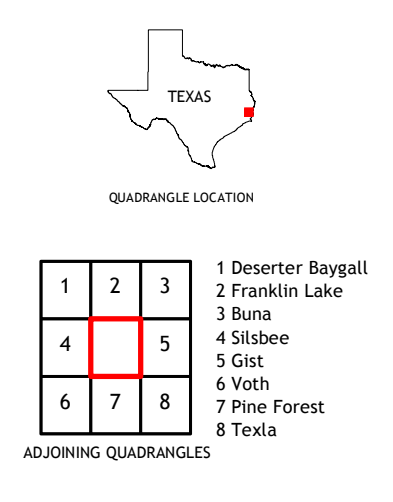 TEXAS
QUADRANGLE LOCATION
1 2 3
4 5
6 7 8
1 Deserter Baygall
2 Franklin Lake
3 Buna
4 Silsbee
5 Gist
6 Voth
7 Pine Forest
8 Texla
ADJOINING QUADRANGLES